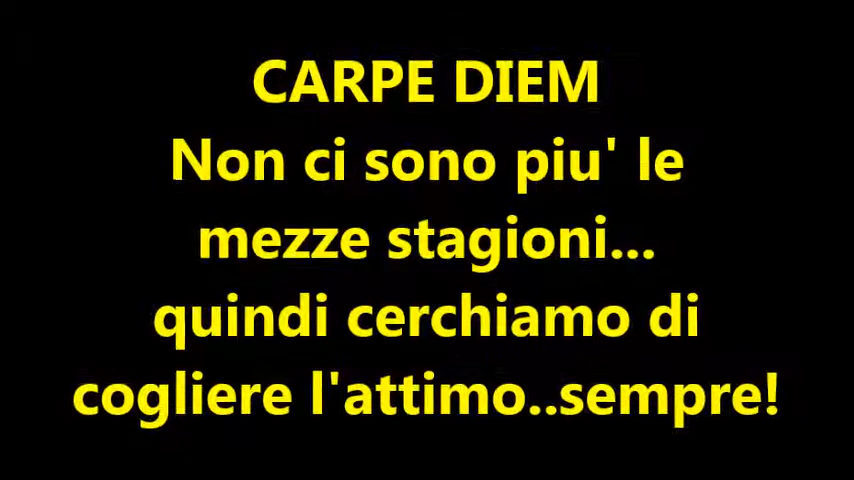 CARPE DIEM
Non ci sono piu' le
mezze stagioni...
quindi cerchiamo di
cogliere l'attimo..sempre!